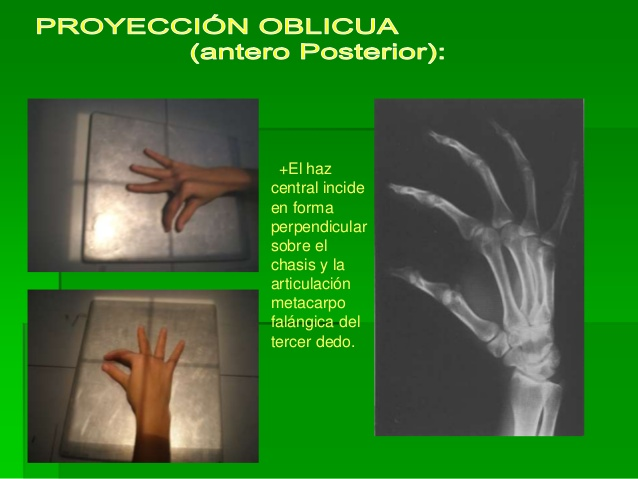 PROYECCIÓN OBLICUA
(antero Posterior):
+El haz
central incide
en forma
perpendicular
sobre el
chasis y la
articulación
metacarpo
falángica del
tercer dedo.